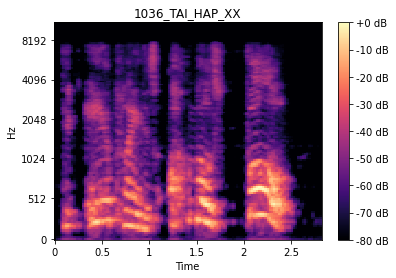 1036_TAI_HAP_XX
+0 dB
8192
-10 dB
4096
-20 dB
-30 dB
2048
Hz
-40 dB
1024
-50 dB
512
-60 dB
-70 dB
0
-80 dB
0 0.5 1 1.5 2 2.5
Time